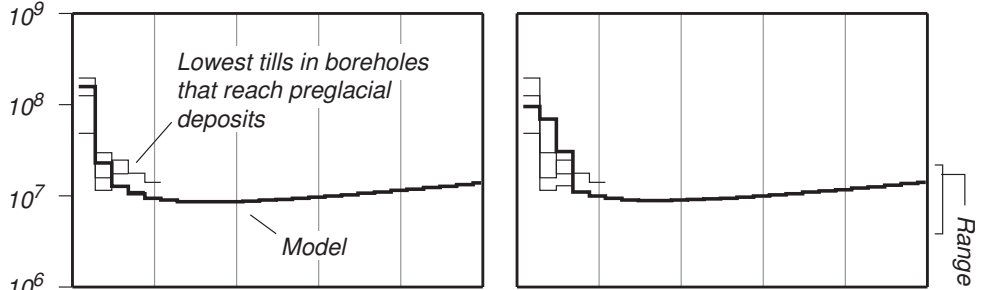 10⁹
10⁸
10⁷
10⁶
Lowest tills in boreholes
that reach preglacial
deposits
Model
Range